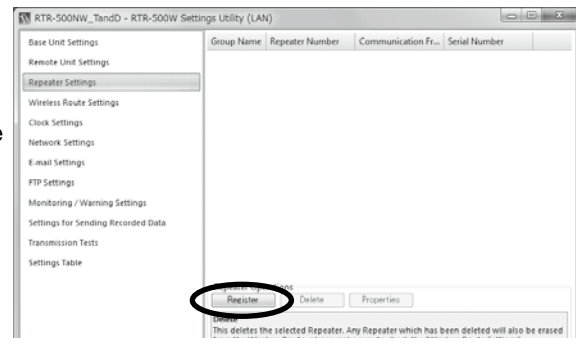 RTR-500NW_TandD - RTR-500W Settings Utility (LAN)
Base Unit Settings
Remote Unit Settings
Repeater Settings
Wireless Route Settings
Clock Settings
Network Settings
E-mail Settings
FTP Settings
Monitoring / Warning Settings
Settings for Sending Recorded Data
Transmission Tests
Settings Table
Group Name Repeater Number Communication Fr... Serial Number
Repeater Operations
Register Delete Properties
Delete
This deletes the selected Repeater. Any Repeater which has been deleted will also be erased
e